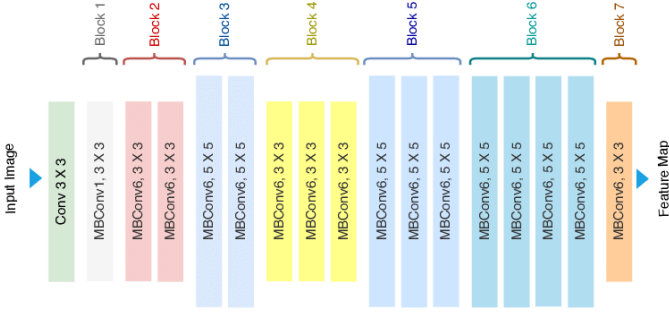 Block 1
Block 2
Block 3
Block 4
Block 5
Block 6
Block 7
Input Image
Conv 3 X 3
MBConv1, 3 X 3
MBConv6, 3 X 3
MBConv6, 3 X 3
MBConv6, 5 X 5
MBConv6, 5 X 5
MBConv6, 3 X 3
MBConv6, 3 X 3
MBConv6, 3 X 3
MBConv6, 5 X 5
MBConv6, 5 X 5
MBConv6, 5 X 5
MBConv6, 5 X 5
MBConv6, 5 X 5
MBConv6, 5 X 5
MBConv6, 5 X 5
MBConv6, 3 X 3
Feature Map